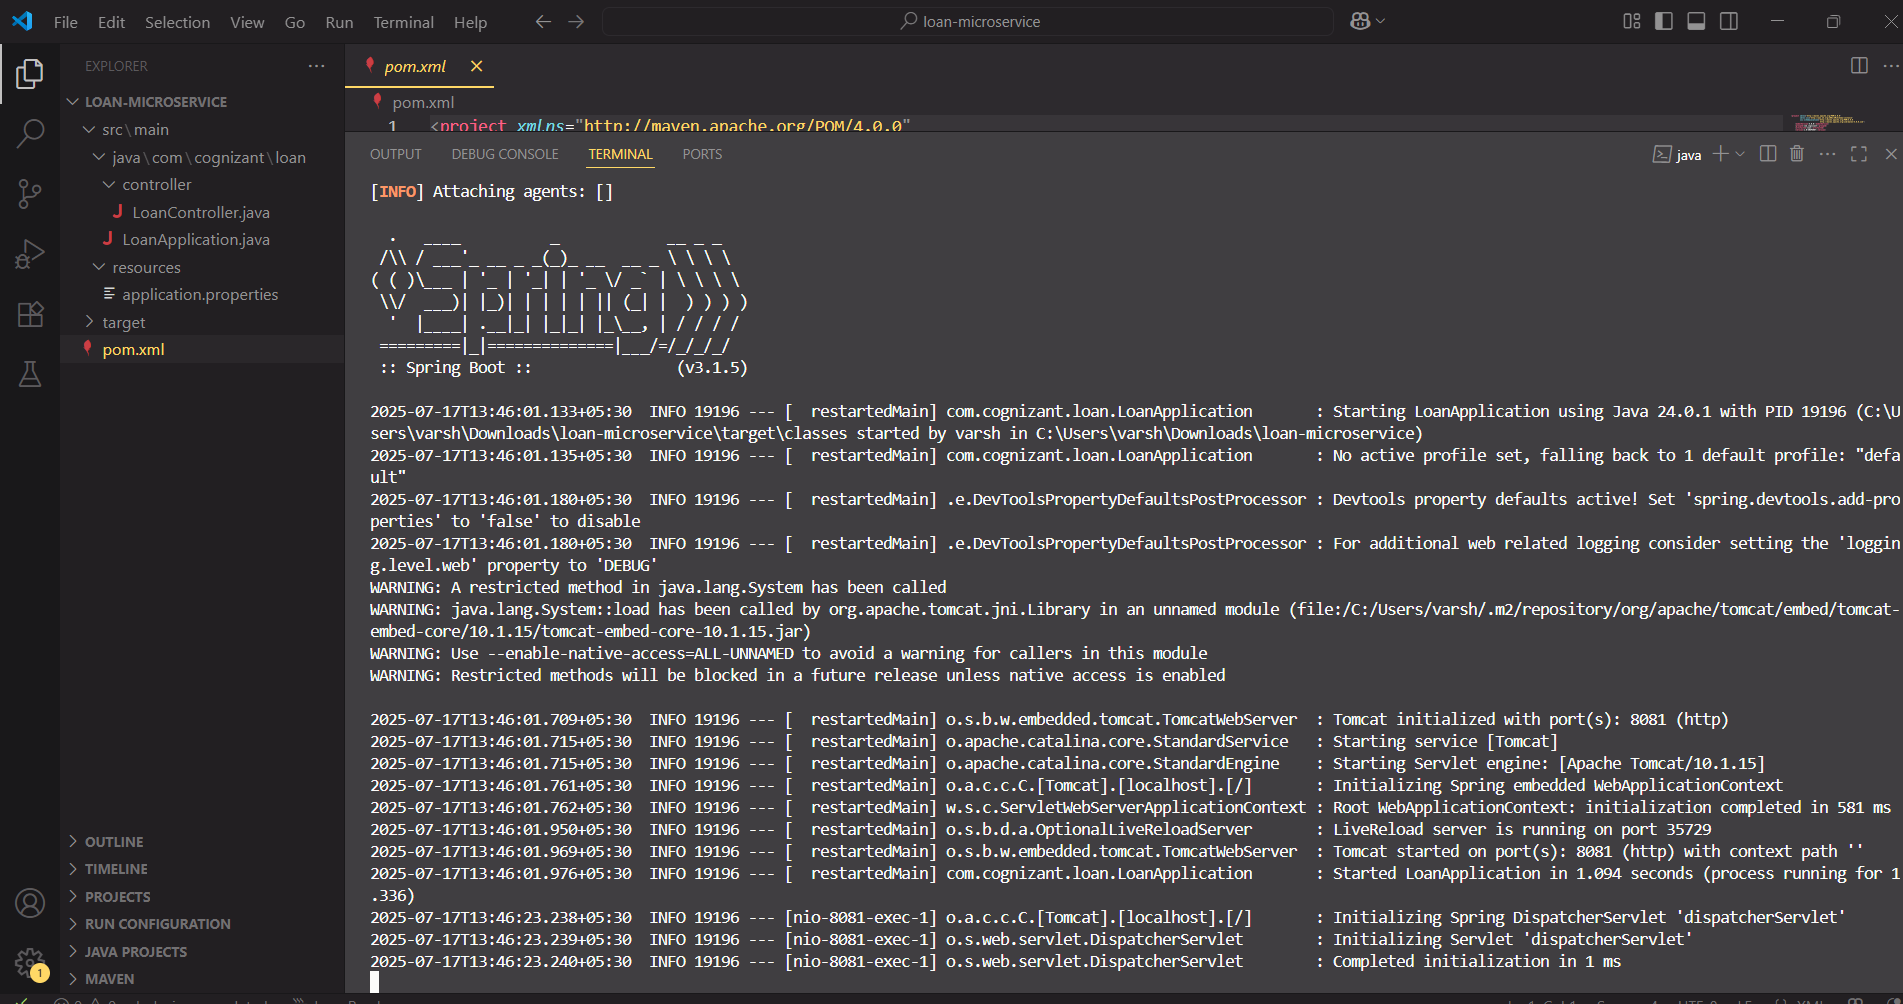 File Edit Selection View Go Run Terminal Help loan-microservice
EXPLORER
LOAN-MICROSERVICE
src\main
java\com\cognizant\loan
controller
LoanController.java
LoanApplication.java
resources
application.properties
target
pom.xml
OUTLINE
TIMELINE
PROJECTS
RUN CONFIGURATION
JAVA PROJECTS
MAVEN
1
pom.xml
pom.xml
1 <project xmlns="http://maven.apache.org/POM/4.0.0"
OUTPUT DEBUG CONSOLE TERMINAL PORTS java
[INFO] Attaching agents: []
  .   ____          _            __ _ _
 /\\ / ___'_ __ _ _(_)_ __  __ _ \ \ \ \
( ( )\___ | '_ | '_| | '_ \/ _` | \ \ \ \
 \\/  ___)| |_)| | | | | || (_| |  ) ) ) )
  '  |____| .__|_| |_|_| |_\__, | / / / /
 =========|_|==============|___/=/_/_/_/
 :: Spring Boot ::                (v3.1.5)
2025-07-17T13:46:01.133+05:30  INFO 19196 --- [  restartedMain] com.cognizant.loan.LoanApplication       : Starting LoanApplication using Java 24.0.1 with PID 19196 (C:\U
sers\varsh\Downloads\loan-microservice\target\classes started by varsh in C:\Users\varsh\Downloads\loan-microservice)
2025-07-17T13:46:01.135+05:30  INFO 19196 --- [  restartedMain] com.cognizant.loan.LoanApplication       : No active profile set, falling back to 1 default profile: "defa
ult"
2025-07-17T13:46:01.180+05:30  INFO 19196 --- [  restartedMain] .e.DevToolsPropertyDefaultsPostProcessor : Devtools property defaults active! Set 'spring.devtools.add-pro
perties' to 'false' to disable
2025-07-17T13:46:01.180+05:30  INFO 19196 --- [  restartedMain] .e.DevToolsPropertyDefaultsPostProcessor : For additional web related logging consider setting the 'loggin
g.level.web' property to 'DEBUG'
WARNING: A restricted method in java.lang.System has been called
WARNING: java.lang.System::load has been called by org.apache.tomcat.jni.Library in an unnamed module (file:/C:/Users/varsh/.m2/repository/org/apache/tomcat/embed/tomcat-
embed-core/10.1.15/tomcat-embed-core-10.1.15.jar)
WARNING: Use --enable-native-access=ALL-UNNAMED to avoid a warning for callers in this module
WARNING: Restricted methods will be blocked in a future release unless native access is enabled
2025-07-17T13:46:01.709+05:30  INFO 19196 --- [  restartedMain] o.s.b.w.embedded.tomcat.TomcatWebServer  : Tomcat initialized with port(s): 8081 (http)
2025-07-17T13:46:01.715+05:30  INFO 19196 --- [  restartedMain] o.apache.catalina.core.StandardService   : Starting service [Tomcat]
2025-07-17T13:46:01.715+05:30  INFO 19196 --- [  restartedMain] o.apache.catalina.core.StandardEngine    : Starting Servlet engine: [Apache Tomcat/10.1.15]
2025-07-17T13:46:01.761+05:30  INFO 19196 --- [  restartedMain] o.a.c.c.C.[Tomcat].[localhost].[/]       : Initializing Spring embedded WebApplicationContext
2025-07-17T13:46:01.762+05:30  INFO 19196 --- [  restartedMain] w.s.c.ServletWebServerApplicationContext : Root WebApplicationContext: initialization completed in 581 ms
2025-07-17T13:46:01.950+05:30  INFO 19196 --- [  restartedMain] o.s.b.d.a.OptionalLiveReloadServer       : LiveReload server is running on port 35729
2025-07-17T13:46:01.969+05:30  INFO 19196 --- [  restartedMain] o.s.b.w.embedded.tomcat.TomcatWebServer  : Tomcat started on port(s): 8081 (http) with context path ''
2025-07-17T13:46:01.976+05:30  INFO 19196 --- [  restartedMain] com.cognizant.loan.LoanApplication       : Started LoanApplication in 1.094 seconds (process running for 1
.336)
2025-07-17T13:46:23.238+05:30  INFO 19196 --- [nio-8081-exec-1] o.a.c.c.C.[Tomcat].[localhost].[/]       : Initializing Spring DispatcherServlet 'dispatcherServlet'
2025-07-17T13:46:23.239+05:30  INFO 19196 --- [nio-8081-exec-1] o.s.web.servlet.DispatcherServlet        : Initializing Servlet 'dispatcherServlet'
2025-07-17T13:46:23.240+05:30  INFO 19196 --- [nio-8081-exec-1] o.s.web.servlet.DispatcherServlet        : Completed initialization in 1 ms